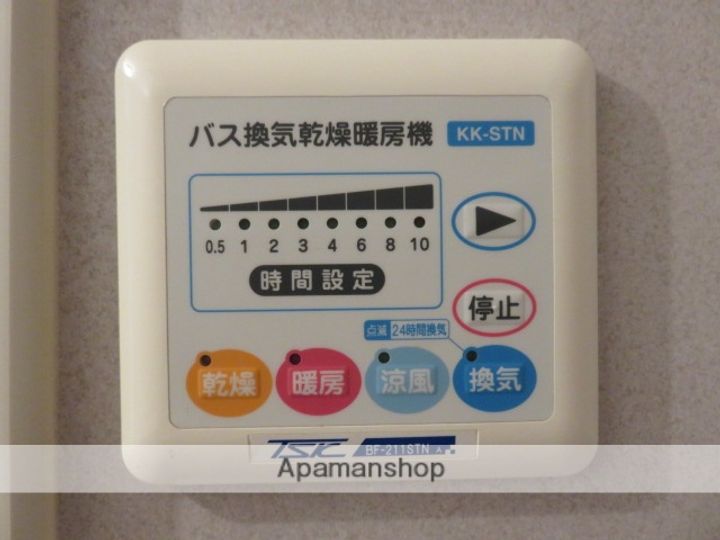 バス換気乾燥暖房機 KK-STN
0.5 1 2 3 4 6 8 10
時間設定
停止
点滅 24時間換気
乾燥 暖房 涼風 換気
TSK BF-211STN A
Apamanshop